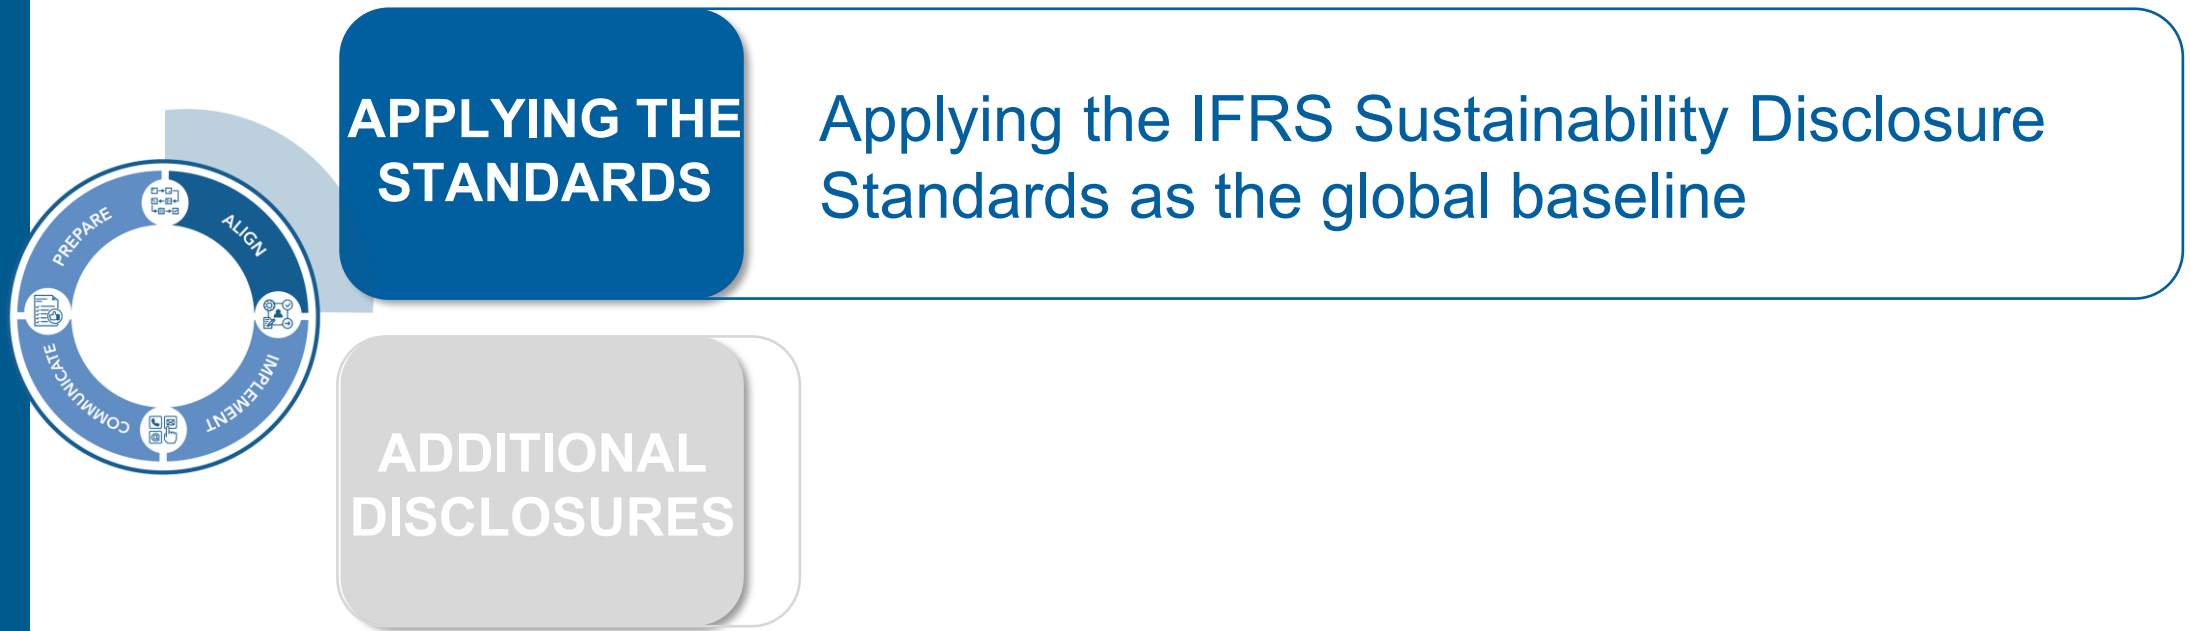 APPLYING THE
STANDARDS
Applying the IFRS Sustainability Disclosure
Standards as the global baseline
PREPARE
ALIGN
COMMUNICATE
IMPLEMENT
ADDITIONAL
DISCLOSURES